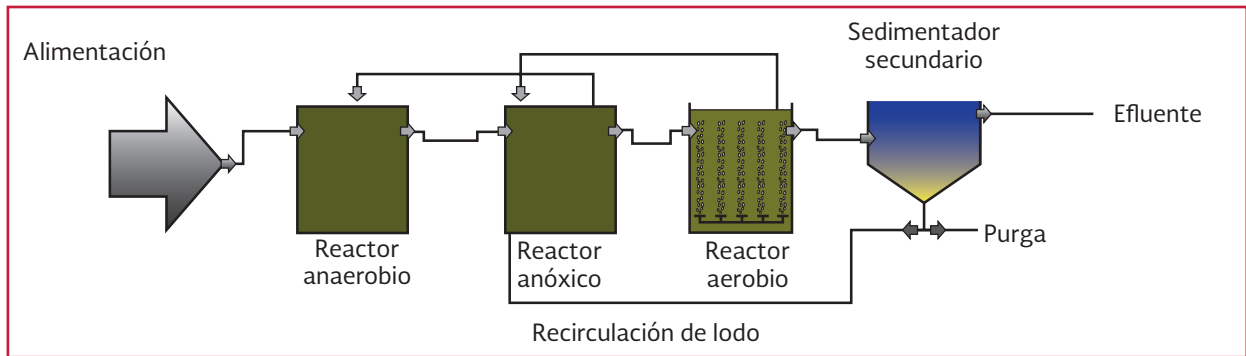 Alimentación
Sedimentador
secundario
Efluente
Purga
Reactor
anaerobio
Reactor
anóxico
Reactor
aerobio
Recirculación de lodo